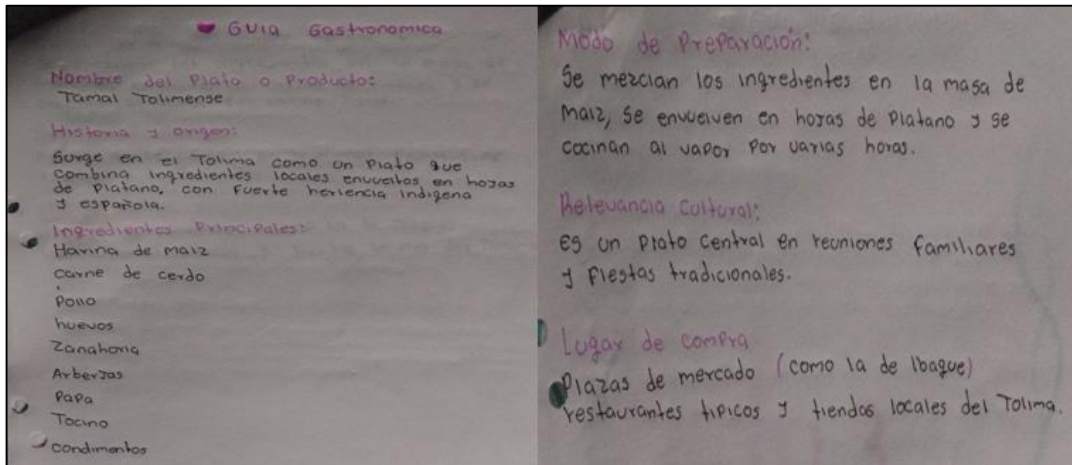 Guia Gastronomica
Nombre del Plato o Producto:
Tamal Tolimense
Historia y origen:
Surge en el Tolima como un Plato que
combina ingredientes locales envueltos en hojas
de Platano, con Fuerte herlencia indigena
y española.
Ingredientes Principales:
Harina de maiz
carne de cerdo
Pollo
huevos
Zanahoria
Arberjas
Papa
Tocino
condimentos
Modo de Preparación:
Se mezclan los ingredientes en la masa de
maiz, Se envuelven en hojas de Platano y se
cocinan al vapor Por varias horas.
Relevancia Cultural:
es un Plato Central en reuniones Familiares
y Fiestas tradicionales.
Lugar de compra
Plazas de mercado (como la de Ibague)
restaurantes tipicos y tiendas locales del Tolima.